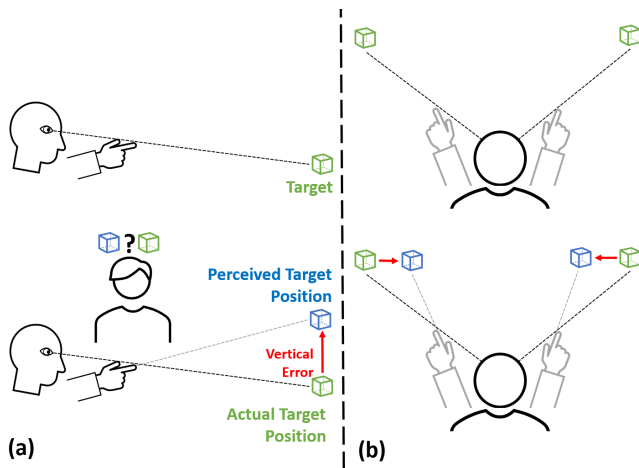 Target
?
Perceived Target
Position
Vertical
Error
Actual Target
Position
(a)
(b)